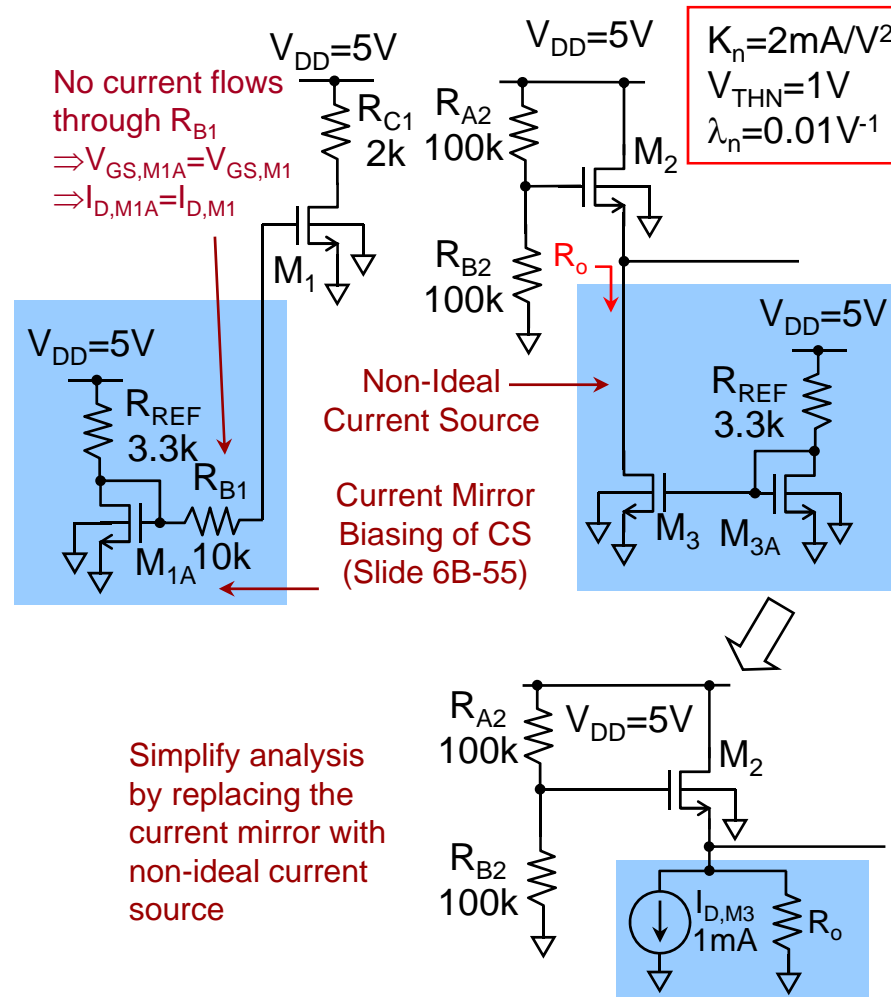 V_DD=5V
No current flows
through R_B1
⇒V_GS,M1A=V_GS,M1
⇒I_D,M1A=I_D,M1
R_C1
2k
M_1
V_DD=5V
R_REF
3.3k
R_B1
10k
M_1A
V_DD=5V
R_A2
100k
M_2
R_B2
100k
R_o
K_n=2mA/V²
V_THN=1V
λ_n=0.01V⁻¹
Non-Ideal
Current Source
V_DD=5V
R_REF
3.3k
M_3
M_3A
Current Mirror
Biasing of CS
(Slide 6B-55)
Simplify analysis
by replacing the
current mirror with
non-ideal current
source
R_A2
100k
V_DD=5V
M_2
R_B2
100k
I_D,M3
1mA
R_o